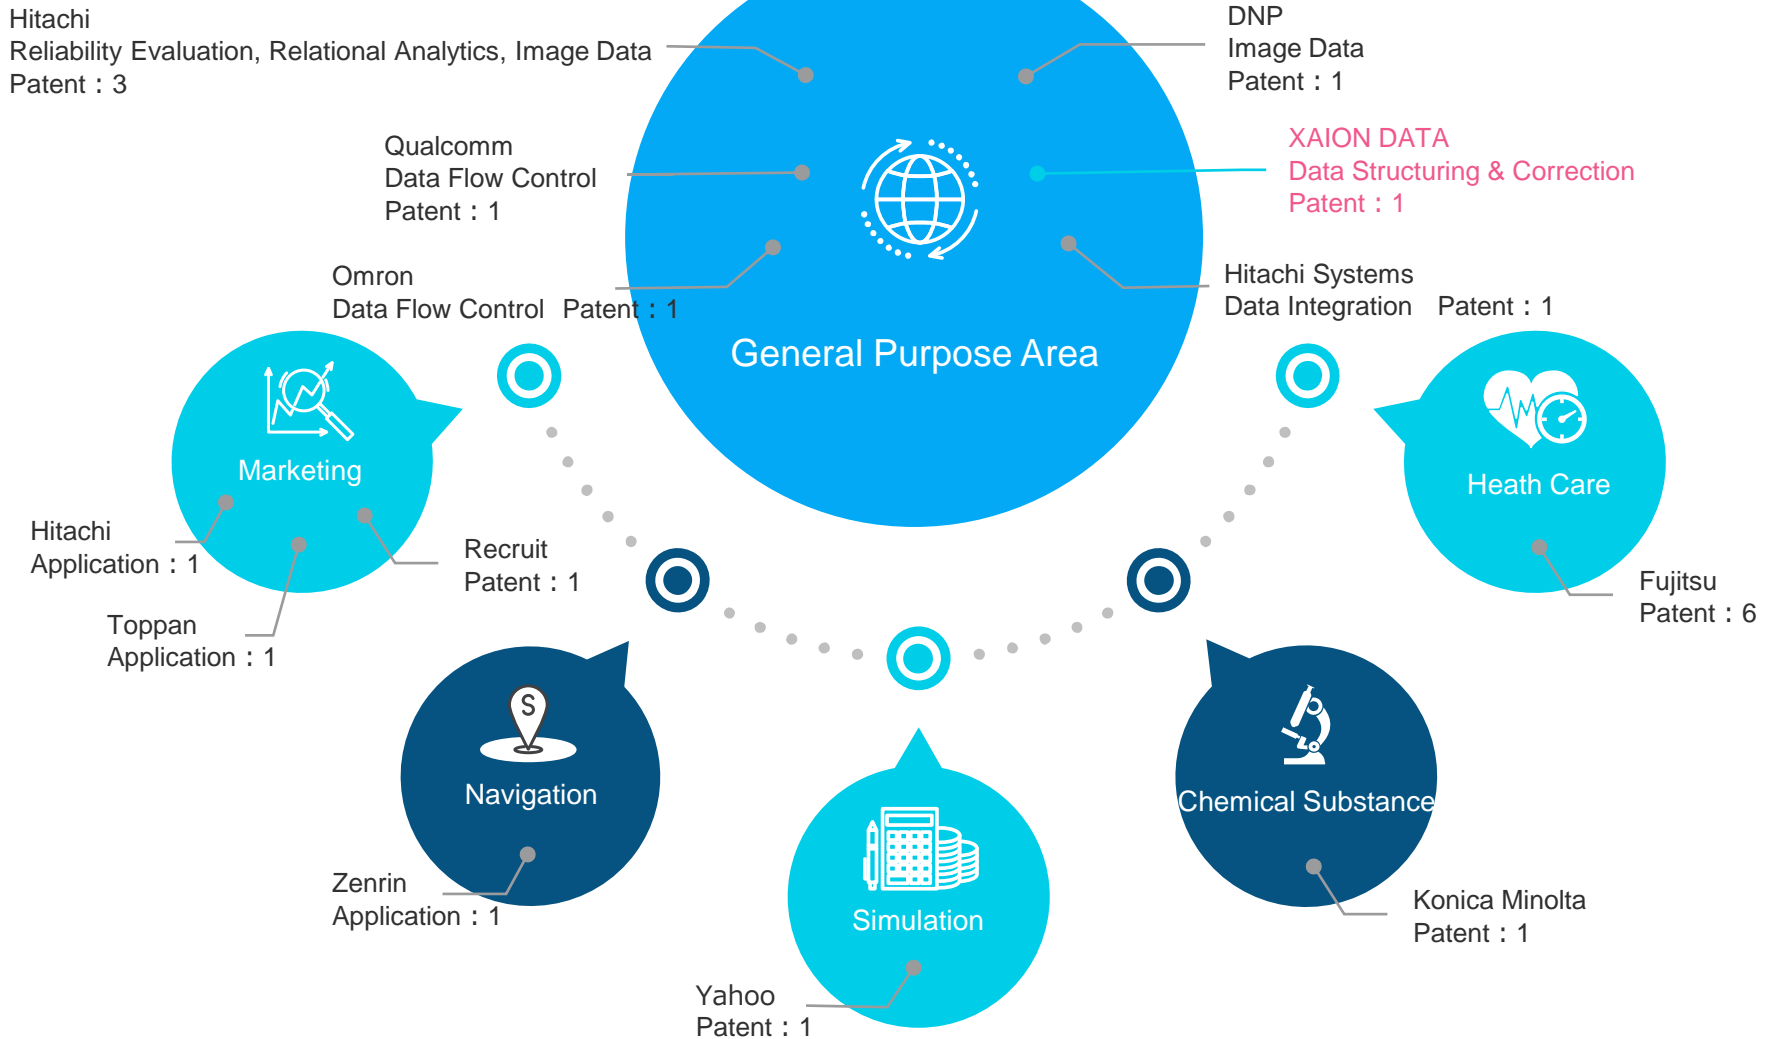 Hitachi
Reliability Evaluation, Relational Analytics, Image Data
Patent：3
DNP
Image Data
Patent：1
Qualcomm
Data Flow Control
Patent：1
XAION DATA
Data Structuring & Correction
Patent：1
Omron
Data Flow Control  Patent：1
Hitachi Systems
Data Integration  Patent：1
General Purpose Area
Marketing
Hitachi
Application：1
Toppan
Application：1
Recruit
Patent：1
Heath Care
Fujitsu
Patent：6
S
Navigation
Zenrin
Application：1
Simulation
Yahoo
Patent：1
Chemical Substance
Konica Minolta
Patent：1